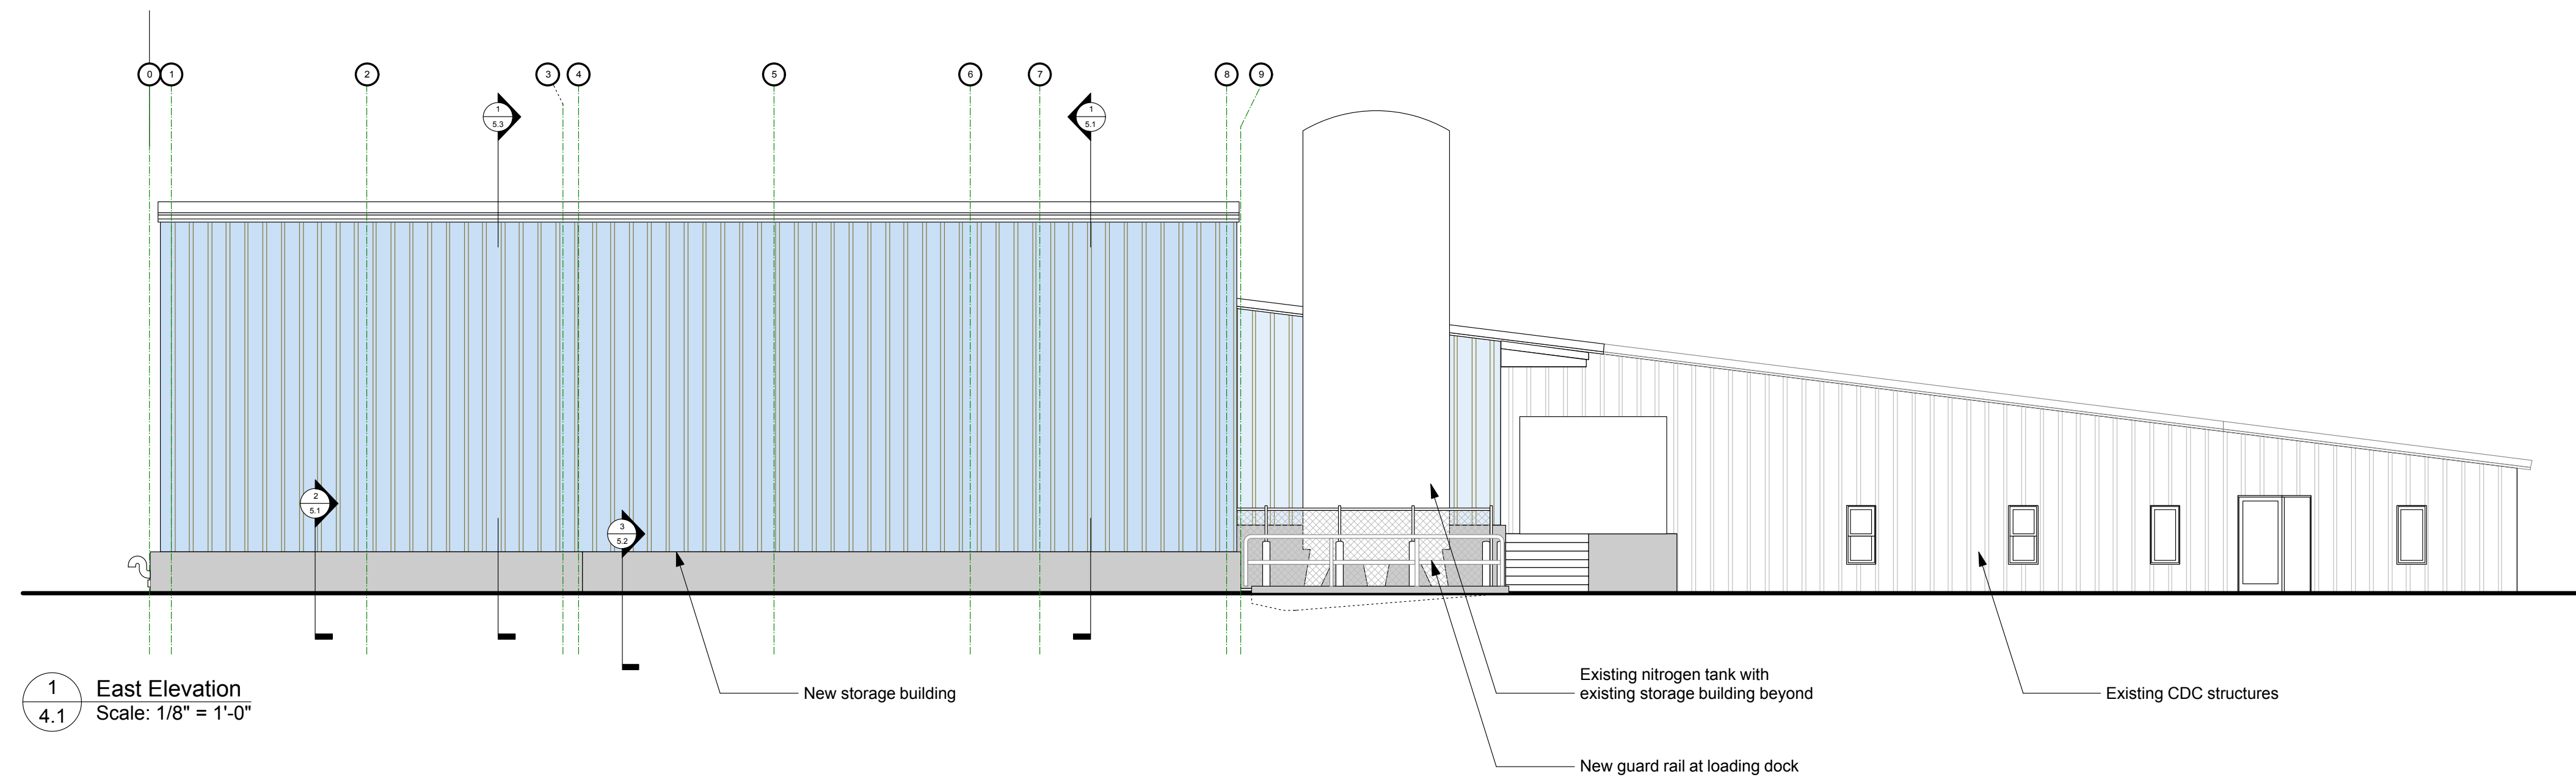 0 1 2 3 4 5 6 7 8 9
1
5.3
1
5.1
2
5.1
3
5.2
1
4.1
East Elevation
Scale: 1/8" = 1'-0"
New storage building
Existing nitrogen tank with
existing storage building beyond
Existing CDC structures
New guard rail at loading dock